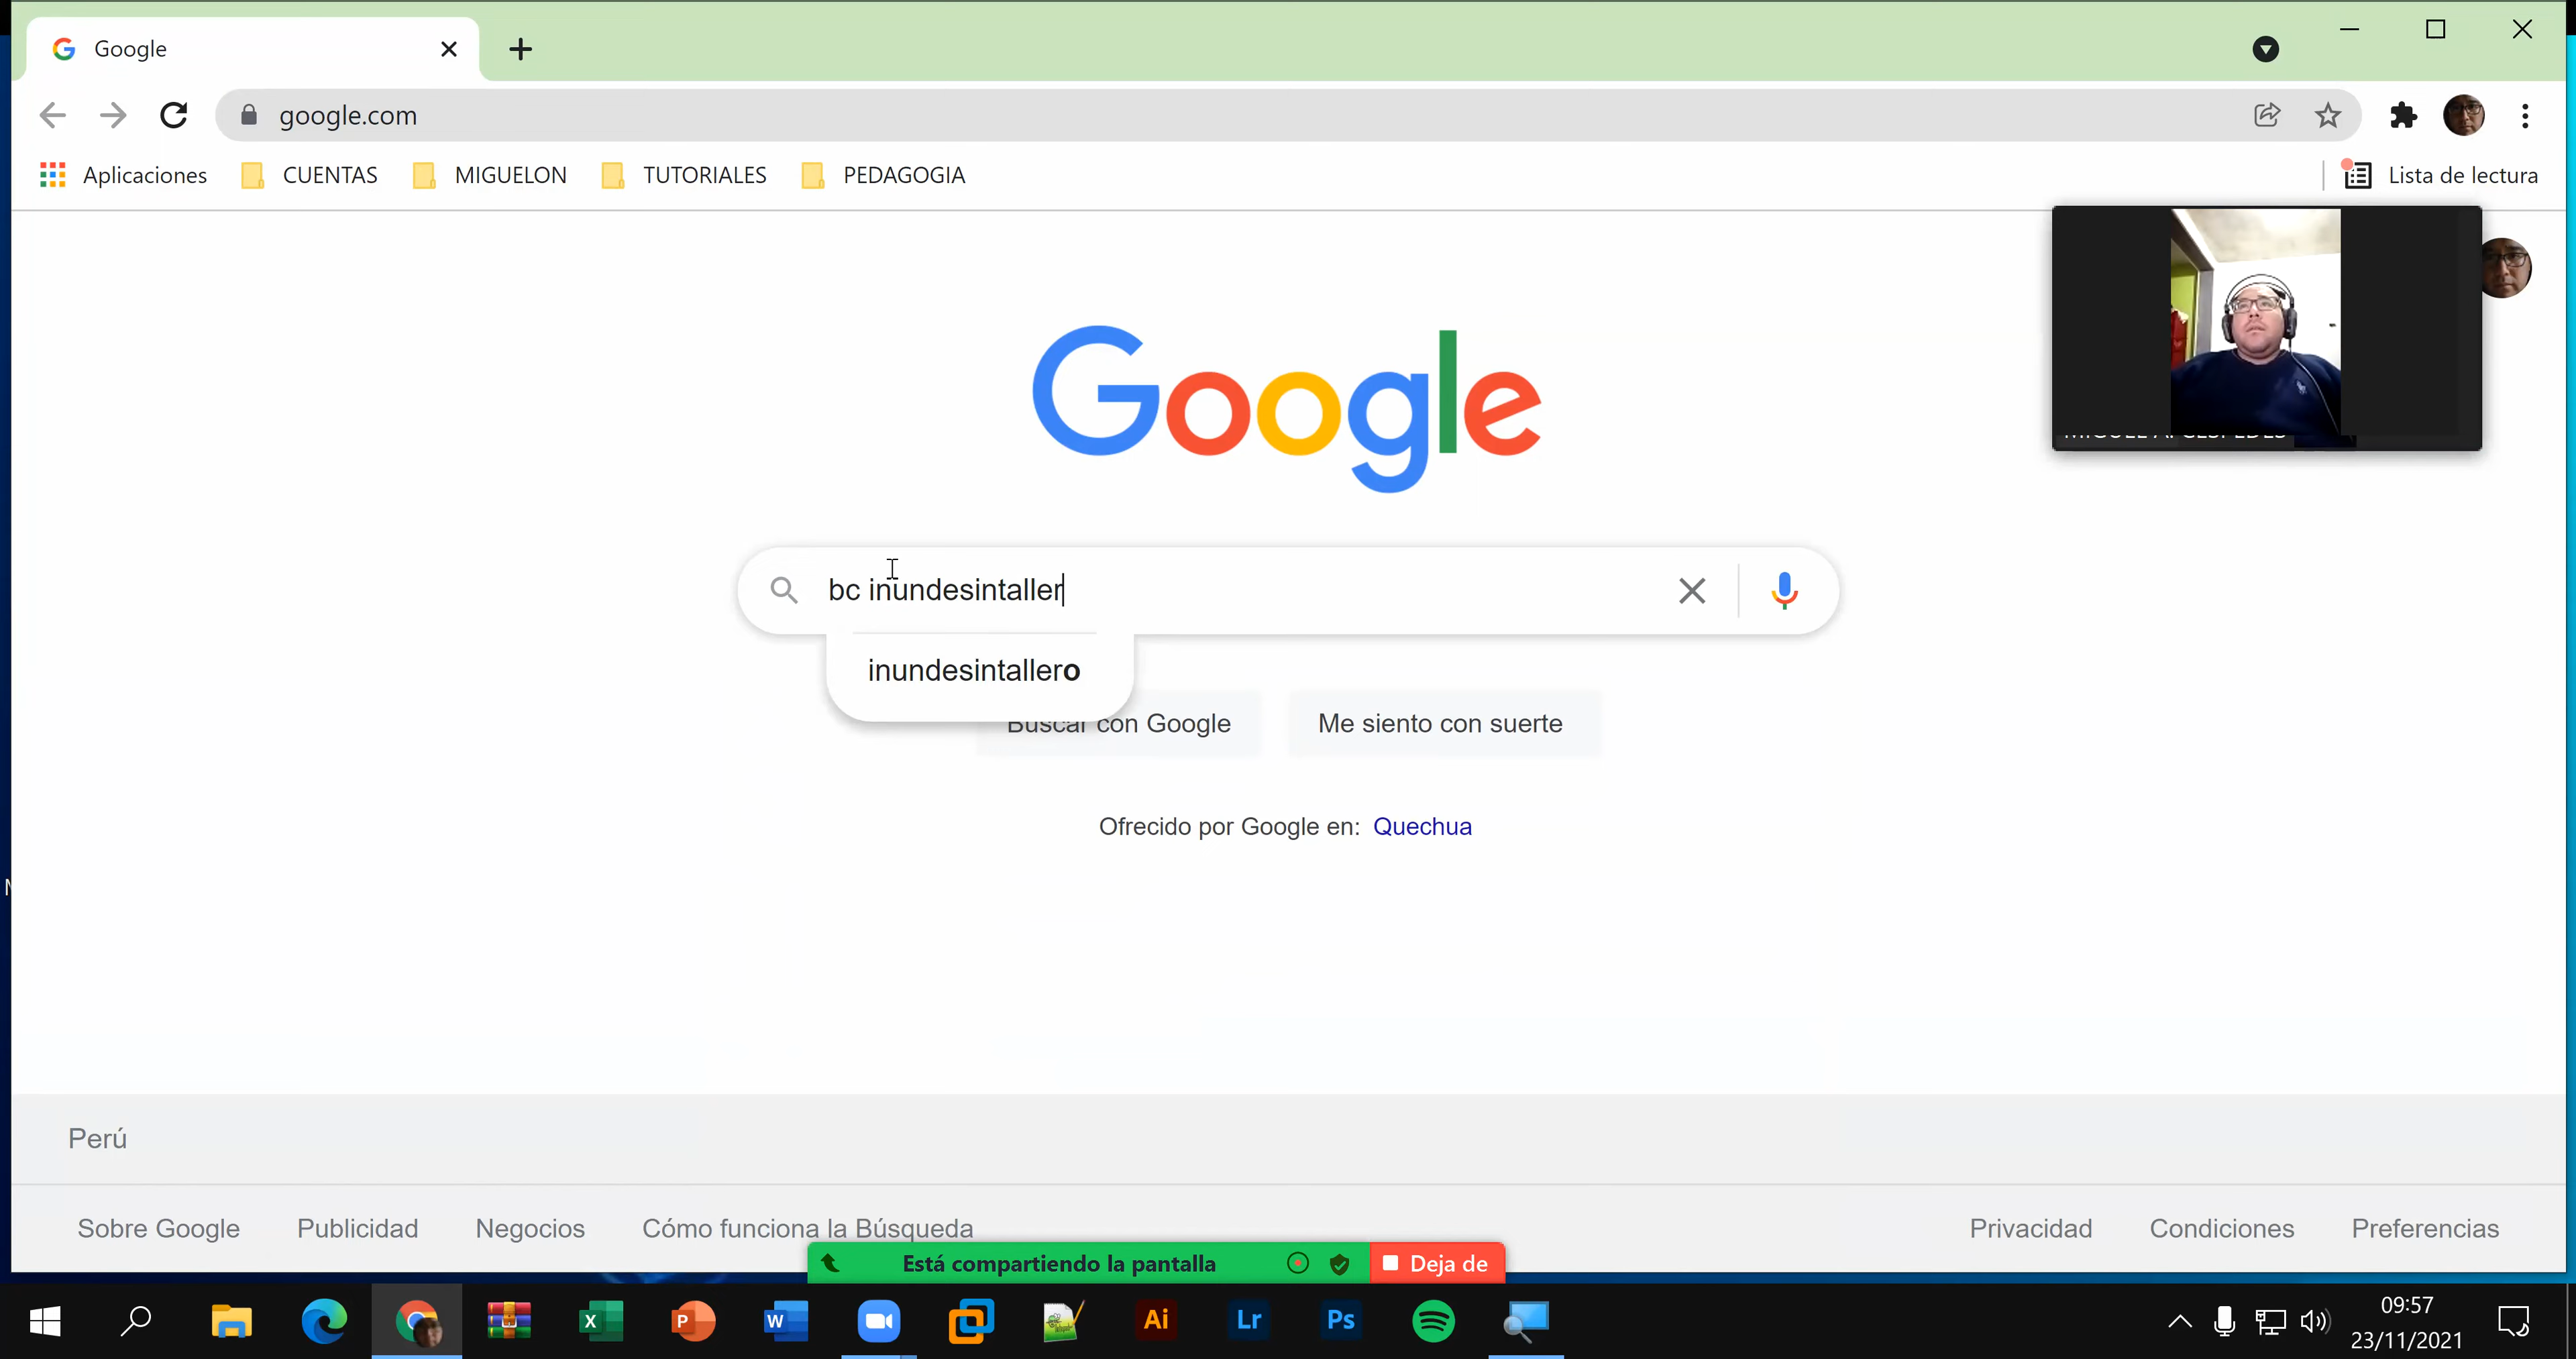 Google
google.com
Aplicaciones CUENTAS MIGUELON TUTORIALES PEDAGOGIA Lista de lectura
Google
bc inundesintaller
inundesintallero
Buscar con Google Me siento con suerte
Ofrecido por Google en: Quechua
Perú
Sobre Google Publicidad Negocios Cómo funciona la Búsqueda Privacidad Condiciones Preferencias
Está compartiendo la pantalla Deja de
X P W Ai Lr Ps
09:57
23/11/2021